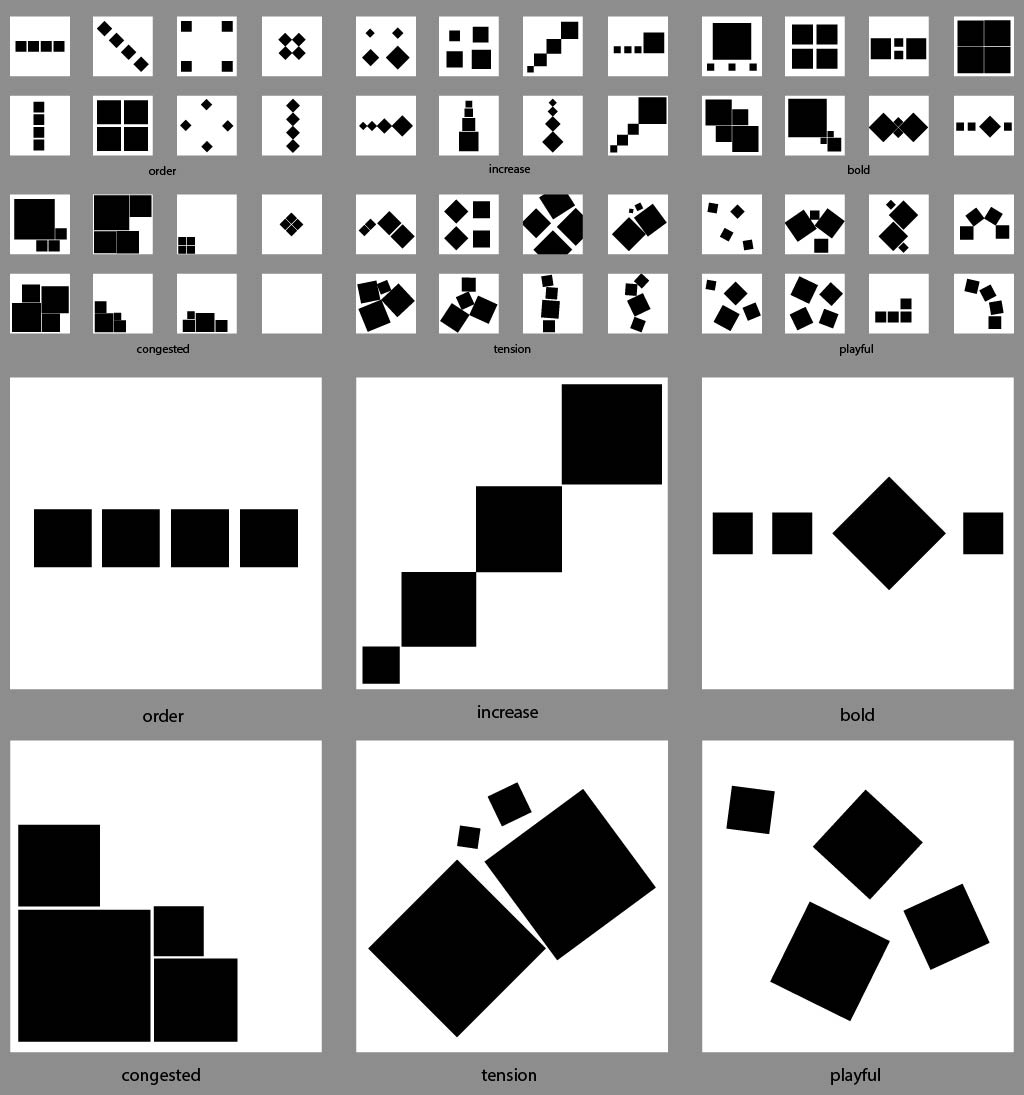 order
increase
bold
congested
tension
playful
order
increase
bold
congested
tension
playful